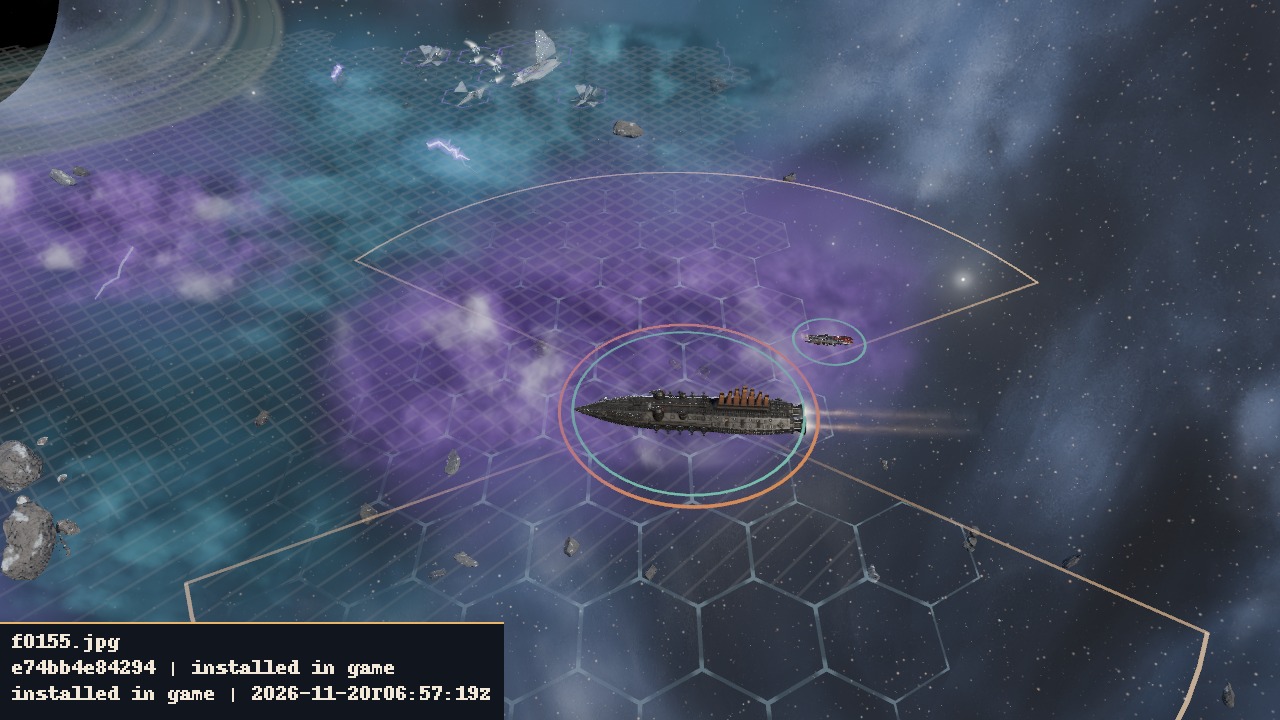 f0155.jpg
e74bb4e84294 | installed in game
installed in game | 2026-11-20T06:57:19Z